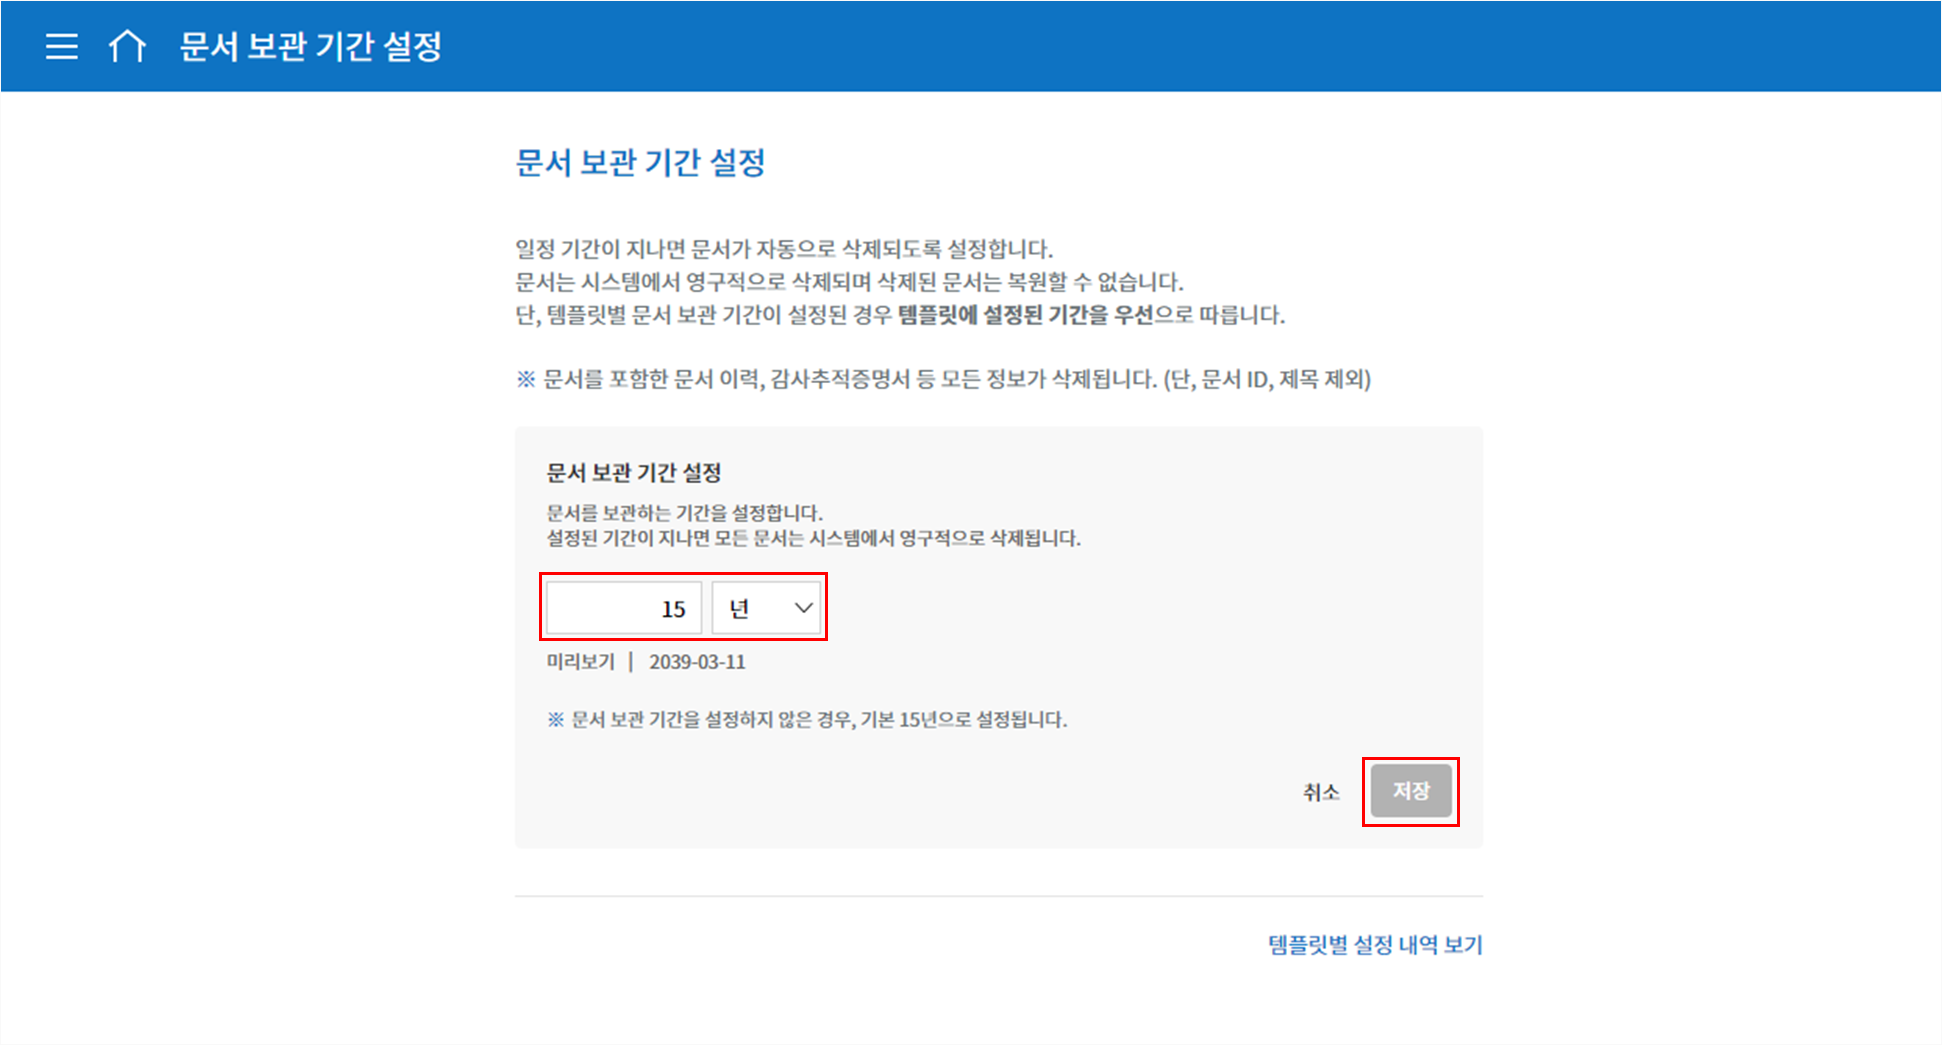 문서 보관 기간 설정
문서 보관 기간 설정
일정 기간이 지나면 문서가 자동으로 삭제되도록 설정합니다.
문서는 시스템에서 영구적으로 삭제되며 삭제된 문서는 복원할 수 없습니다.
단, 템플릿별 문서 보관 기간이 설정된 경우 템플릿에 설정된 기간을 우선으로 따릅니다.
※ 문서를 포함한 문서 이력, 감사추적증명서 등 모든 정보가 삭제됩니다. (단, 문서 ID, 제목 제외)
문서 보관 기간 설정
문서를 보관하는 기간을 설정합니다.
설정된 기간이 지나면 모든 문서는 시스템에서 영구적으로 삭제됩니다.
15 년
미리보기 | 2039-03-11
※ 문서 보관 기간을 설정하지 않은 경우, 기본 15년으로 설정됩니다.
취소 저장
템플릿별 설정 내역 보기